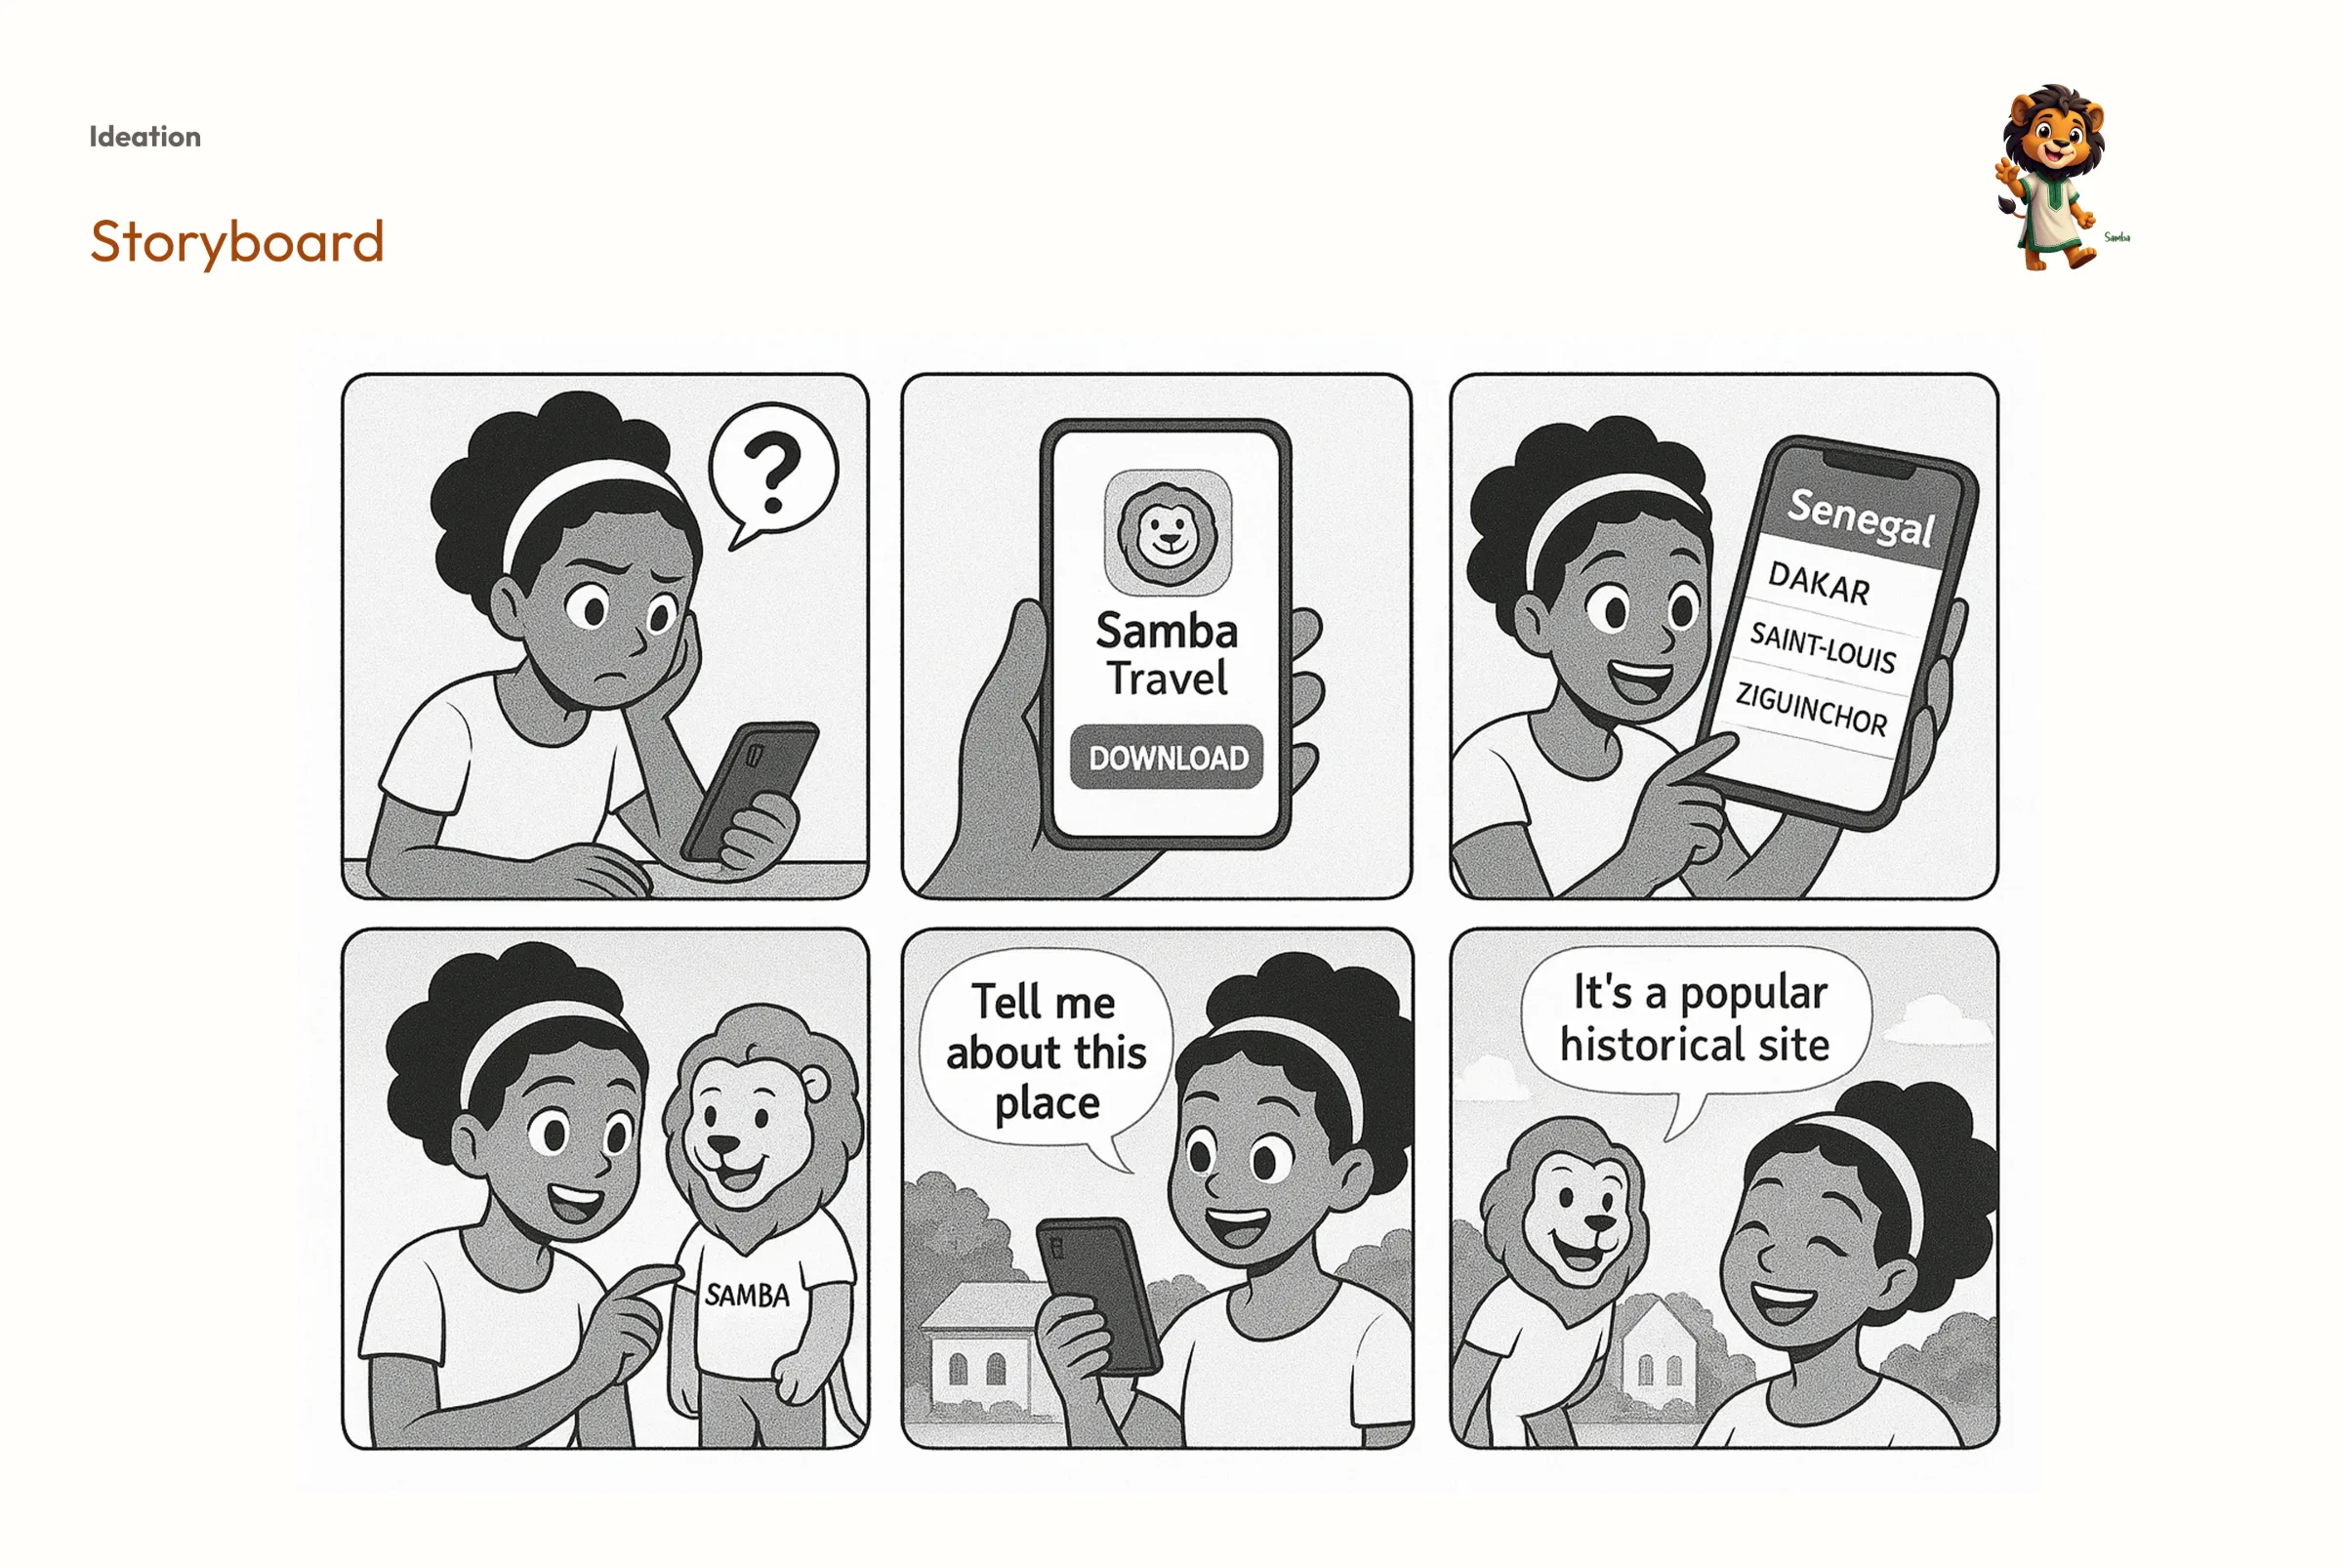 Ideation
Storyboard
Samba
?
Samba
Travel
DOWNLOAD
Senegal
DAKAR
SAINT-LOUIS
ZIGUINCHOR
SAMBA
Tell me
about this
place
It's a popular
historical site